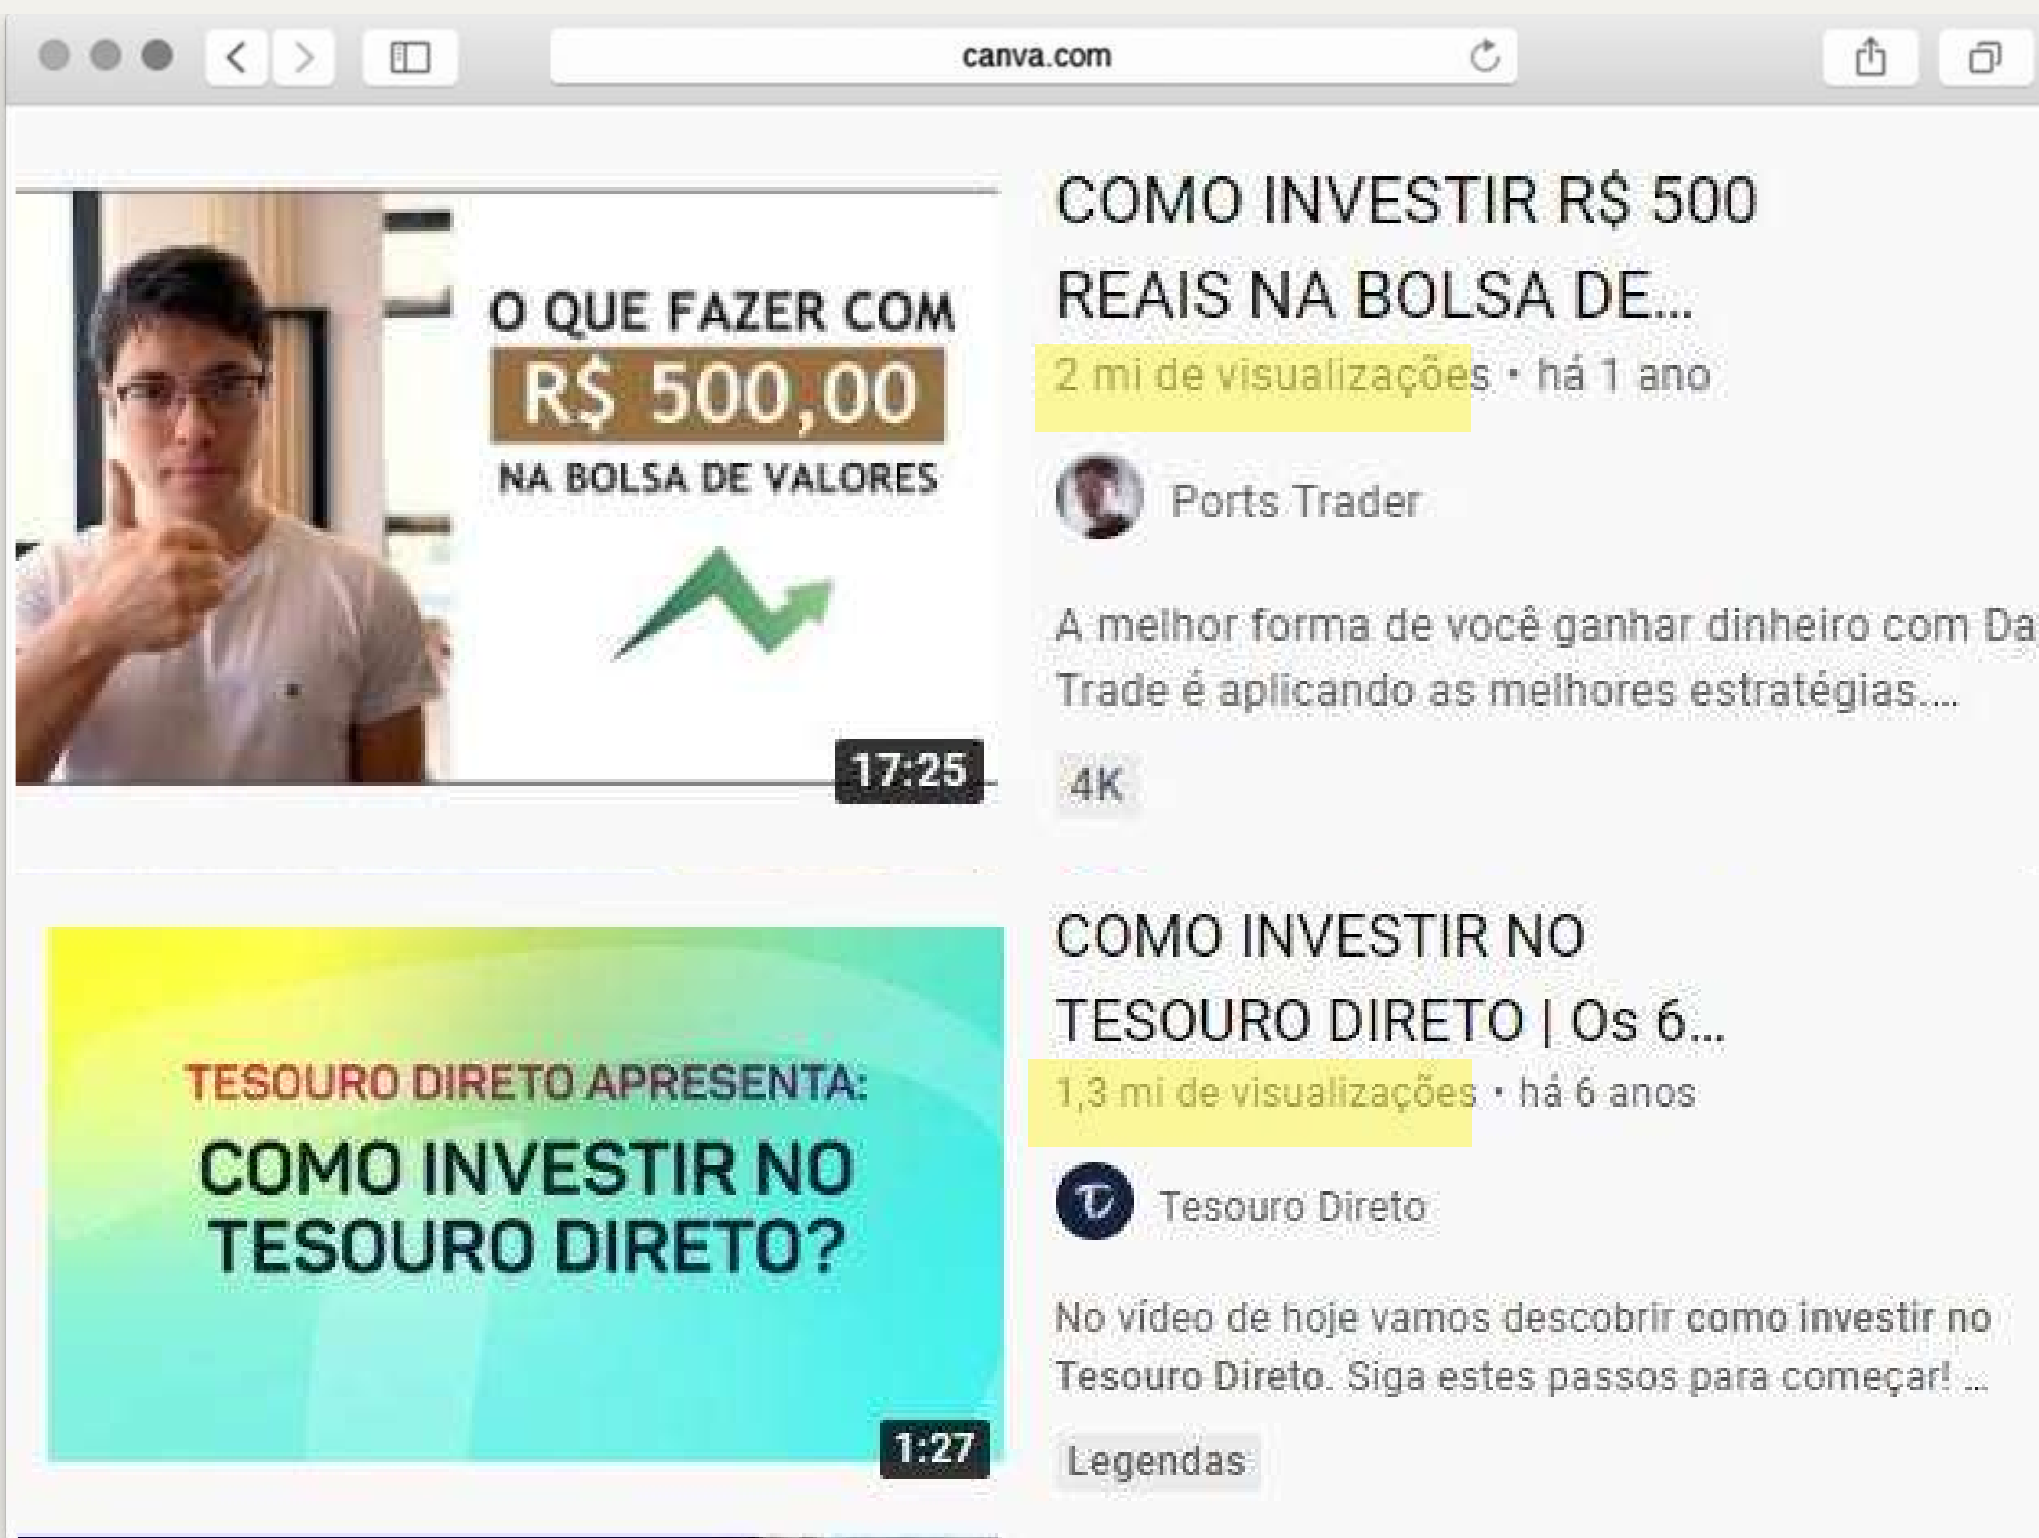 canva.com
O QUE FAZER COM
R$ 500,00
NA BOLSA DE VALORES
17:25
COMO INVESTIR R$ 500
REAIS NA BOLSA DE...
2 mi de visualizações • há 1 ano
Ports Trader
A melhor forma de você ganhar dinheiro com Da
Trade é aplicando as melhores estratégias....
4K
TESOURO DIRETO APRESENTA:
COMO INVESTIR NO
TESOURO DIRETO?
1:27
COMO INVESTIR NO
TESOURO DIRETO | Os 6...
1,3 mi de visualizações • há 6 anos
Tesouro Direto
No vídeo de hoje vamos descobrir como investir no
Tesouro Direto. Siga estes passos para começar! ...
Legendas